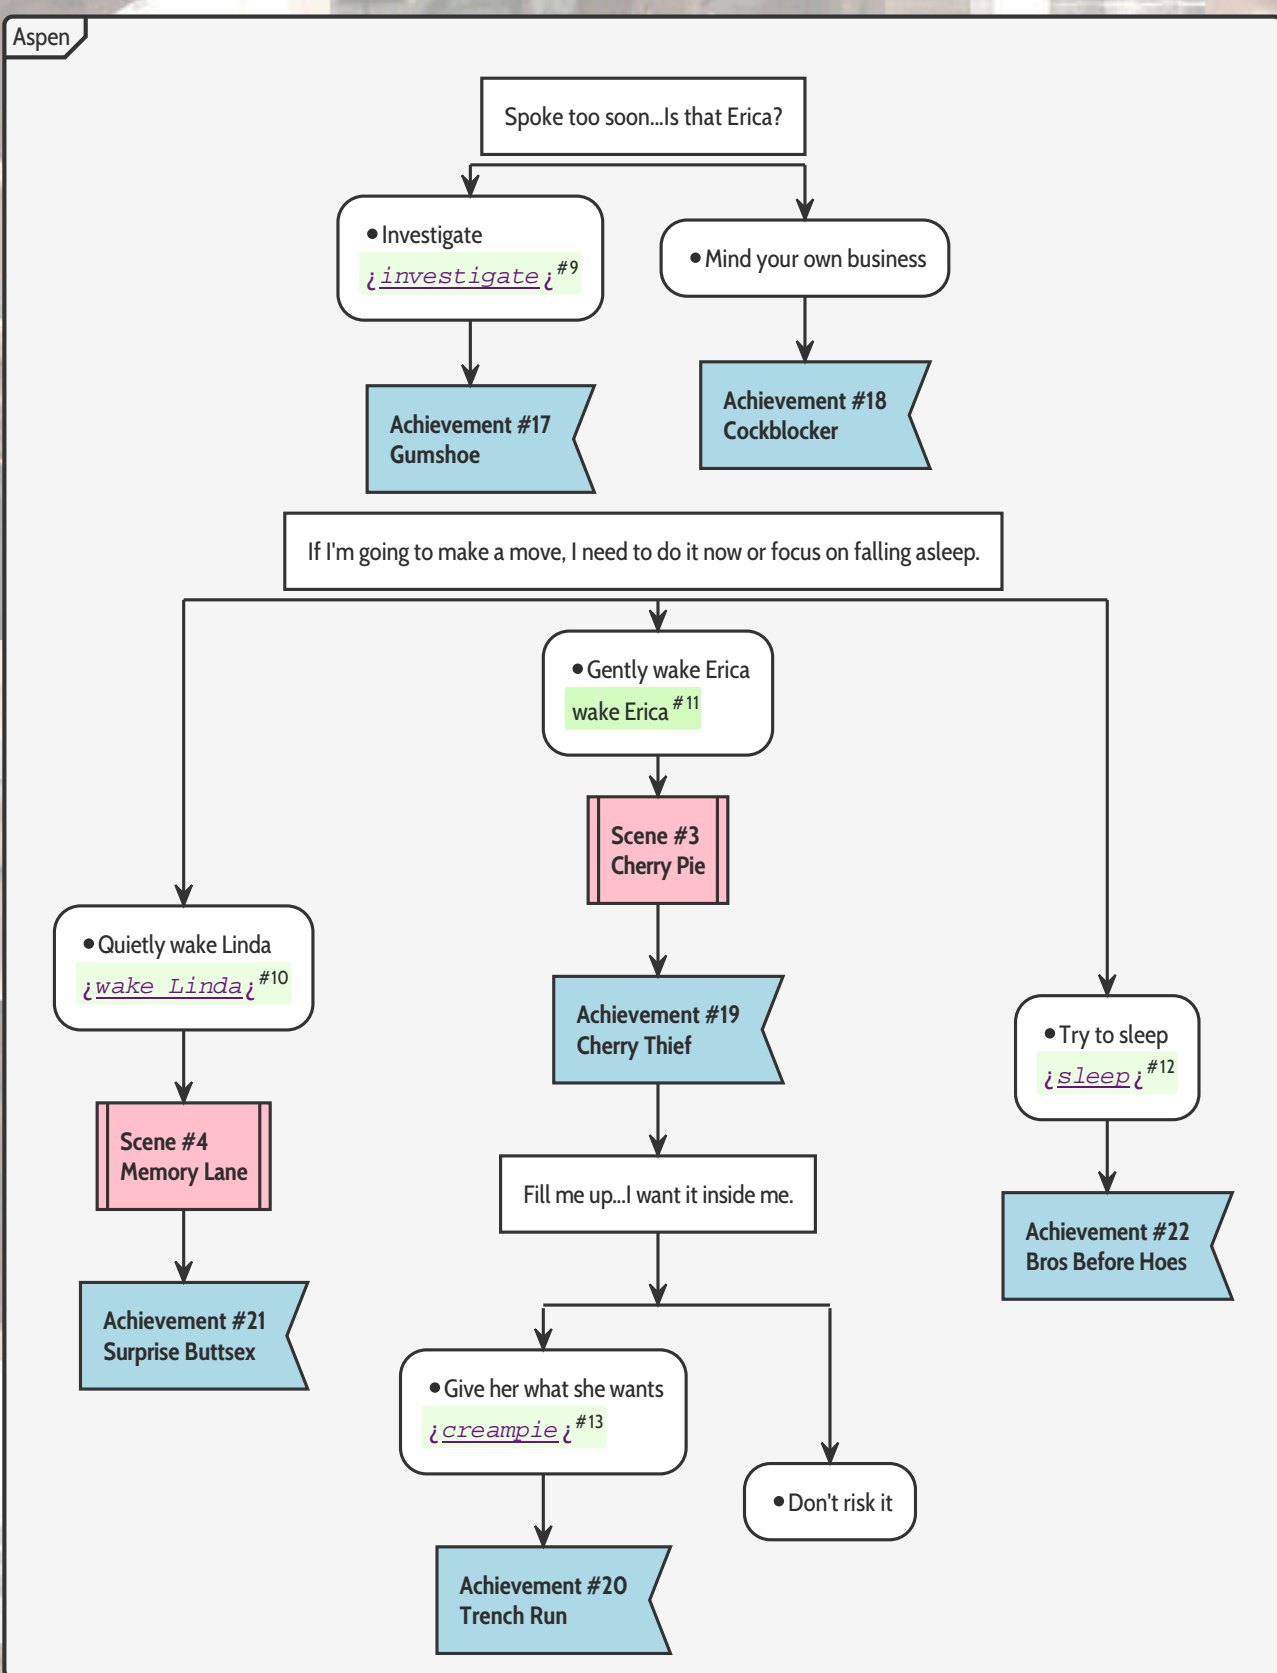 Aspen
Spoke too soon...Is that Erica?
•Investigate
¿investigate¿#9
•Mind your own business
Achievement #17
Gumshoe
Achievement #18
Cockblocker
If I'm going to make a move, I need to do it now or focus on falling asleep.
•Gently wake Erica
wake Erica #11
Scene #3
Cherry Pie
•Quietly wake Linda
¿wake Linda¿#10
Achievement #19
Cherry Thief
•Try to sleep
¿sleep¿#12
Scene #4
Memory Lane
Fill me up...I want it inside me.
Achievement #22
Bros Before Hoes
Achievement #21
Surprise Buttsex
•Give her what she wants
¿creampie¿#13
•Don't risk it
Achievement #20
Trench Run